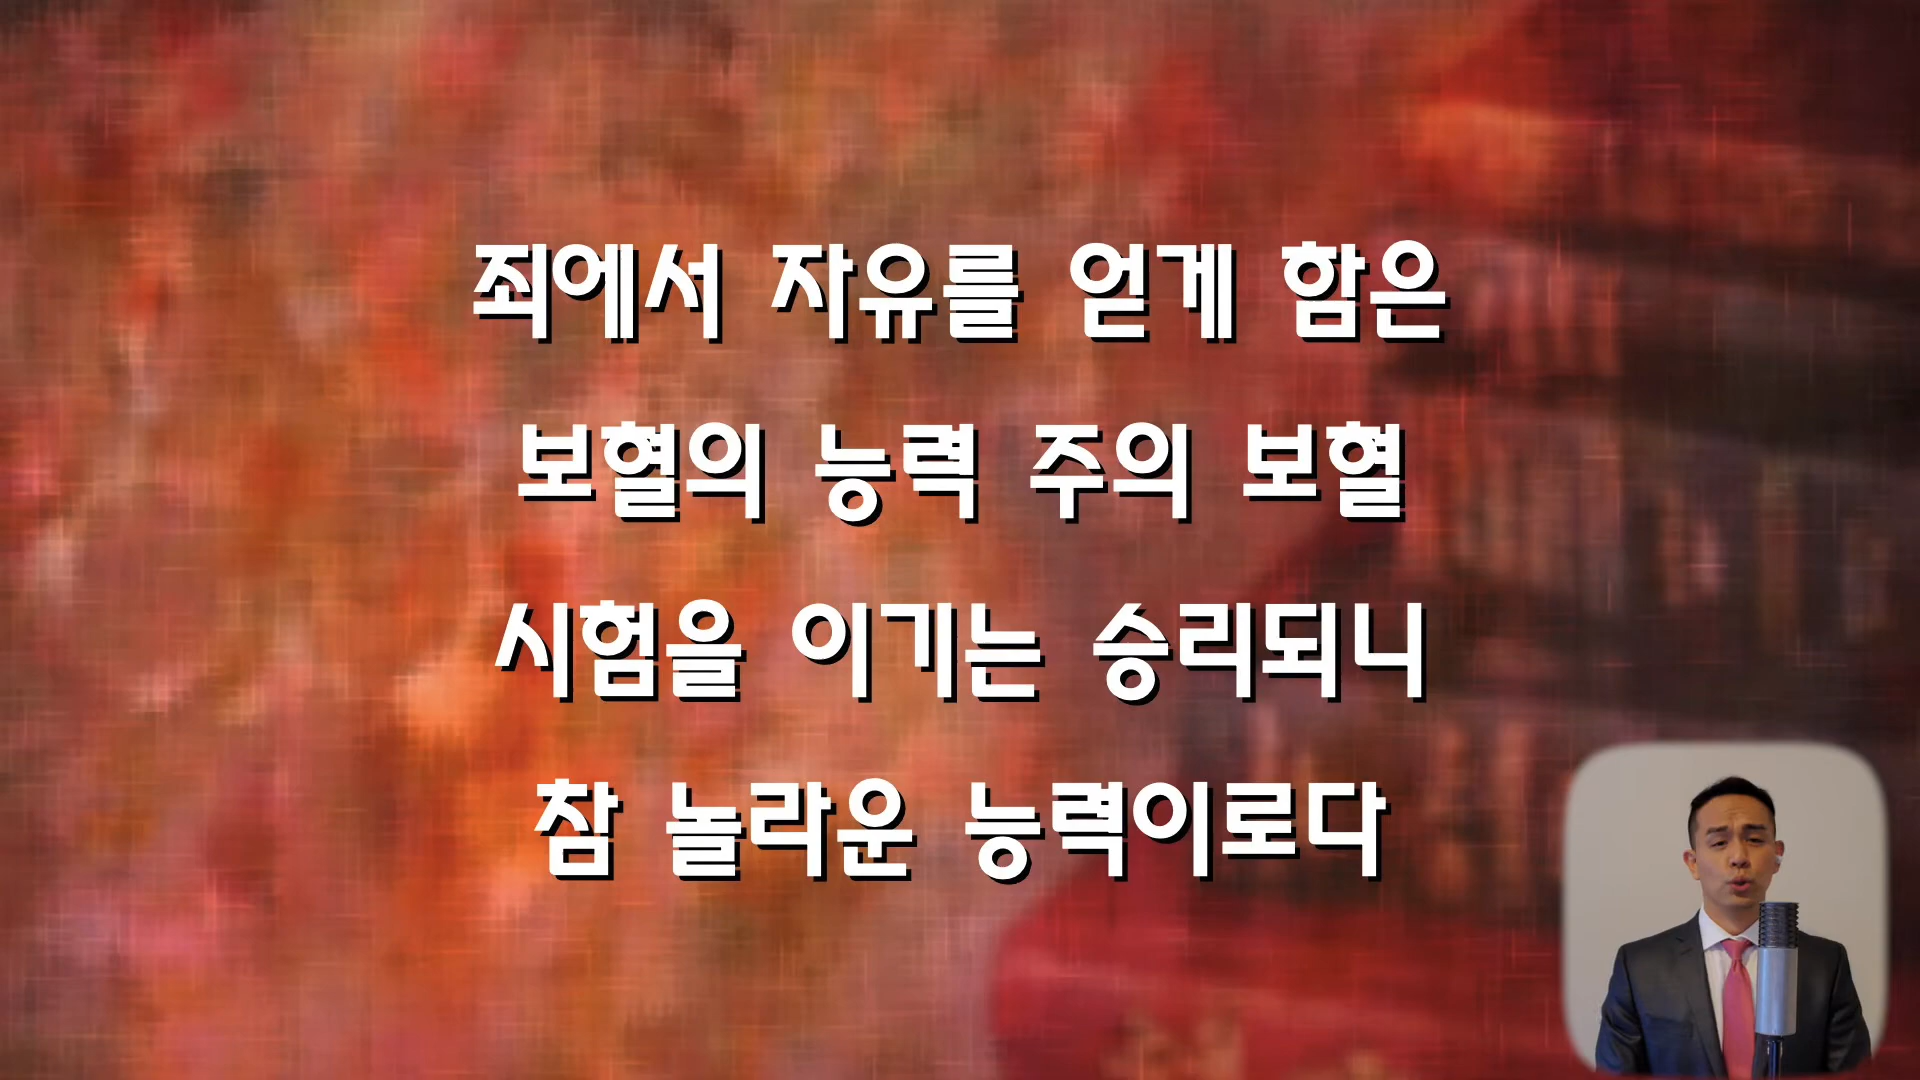 죄에서 자유를 얻게 함은
보혈의 능력 주의 보혈
시험을 이기는 승리되니
참 놀라운 능력이로다